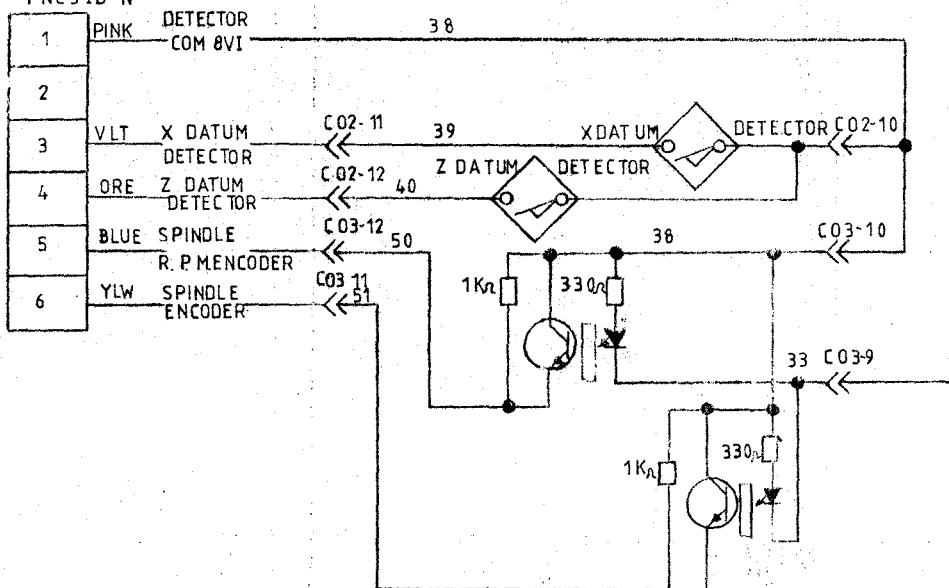 1 PINK DETECTOR COM 8VI 38
2
3 VLT X DATUM DETECTOR C02-11 39 X DATUM DETECTOR C02-10
4 ORE Z DATUM DETECTOR C02-12 40 Z DATUM DETECTOR
5 BLUE SPINDLE R.P.M.ENCODER C03-12 50 38 C03-10
6 YLW SPINDLE ENCODER C03 11 51
1KΩ 330Ω
33 C03-9
1KΩ 330Ω